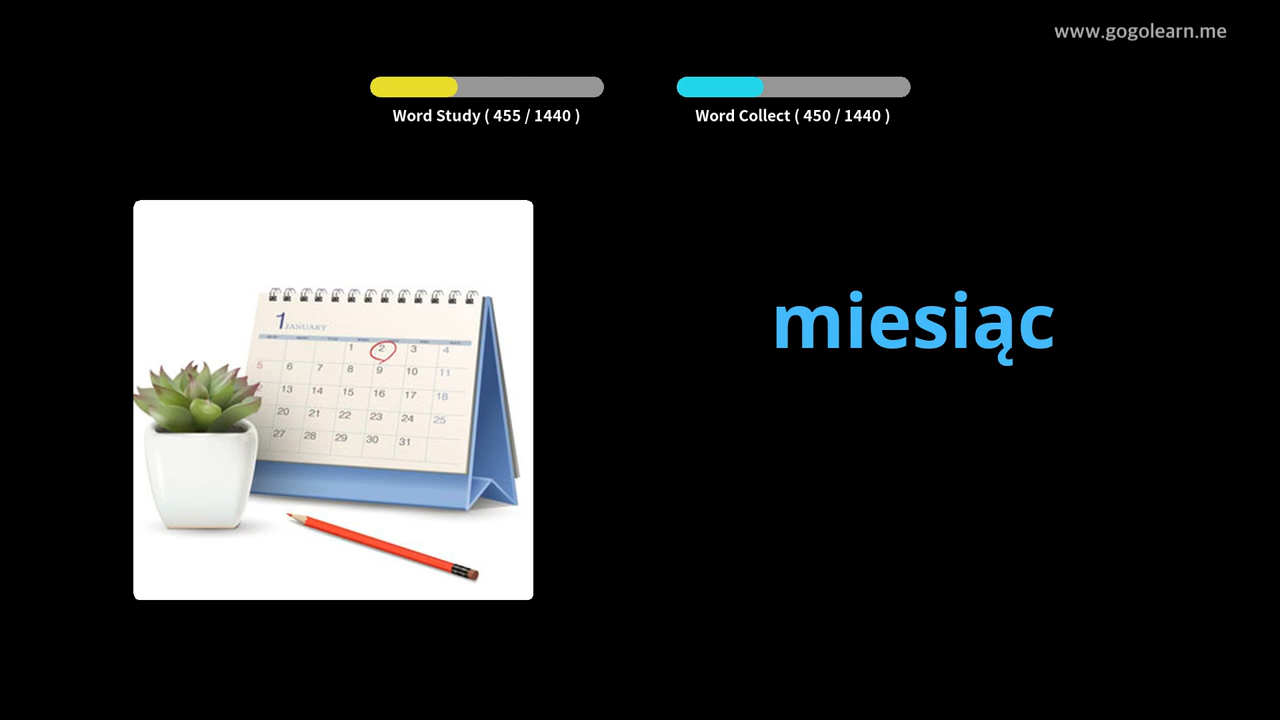 www.gogolearn.me
Word Study ( 455 / 1440 )
Word Collect ( 450 / 1440 )
miesiąc
1 JANUARY
1 2 3 4
5 6 7 8 9 10 11
2 13 14 15 16 17 18
20 21 22 23 24 25
27 28 29 30 31